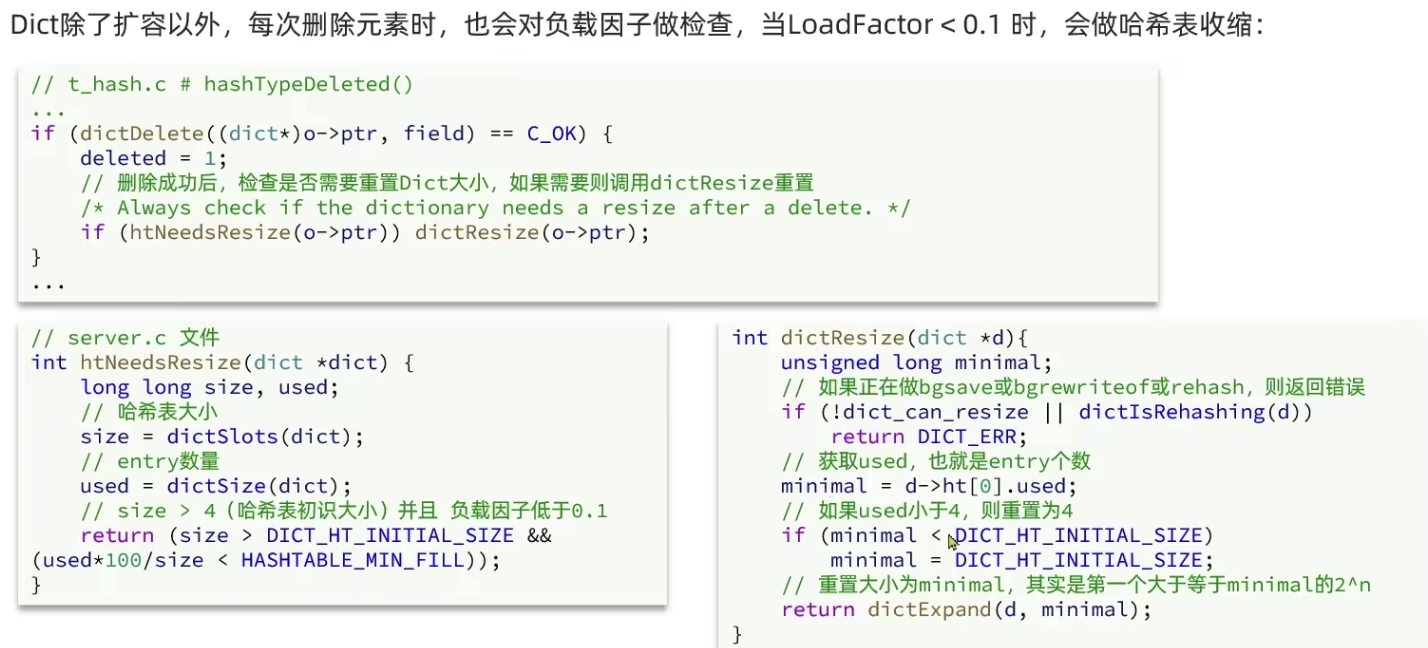 Dict除了扩容以外，每次删除元素时，也会对负载因子做检查，当LoadFactor < 0.1 时，会做哈希表收缩：
// t_hash.c # hashTypeDeleted()
...
if (dictDelete((dict*)o->ptr, field) == C_OK) {
    deleted = 1;
    // 删除成功后，检查是否需要重置Dict大小，如果需要则调用dictResize重置
    /* Always check if the dictionary needs a resize after a delete. */
    if (htNeedsResize(o->ptr)) dictResize(o->ptr);
}
...
// server.c 文件
int htNeedsResize(dict *dict) {
    long long size, used;
    // 哈希表大小
    size = dictSlots(dict);
    // entry数量
    used = dictSize(dict);
    // size > 4（哈希表初识大小）并且 负载因子低于0.1
    return (size > DICT_HT_INITIAL_SIZE &&
(used*100/size < HASHTABLE_MIN_FILL));
}
int dictResize(dict *d){
    unsigned long minimal;
    // 如果正在做bgsave或bgrewriteof或rehash，则返回错误
    if (!dict_can_resize || dictIsRehashing(d))
        return DICT_ERR;
    // 获取used，也就是entry个数
    minimal = d->ht[0].used;
    // 如果used小于4，则重置为4
    if (minimal < DICT_HT_INITIAL_SIZE)
        minimal = DICT_HT_INITIAL_SIZE;
    // 重置大小为minimal，其实是第一个大于等于minimal的2^n
    return dictExpand(d, minimal);
}